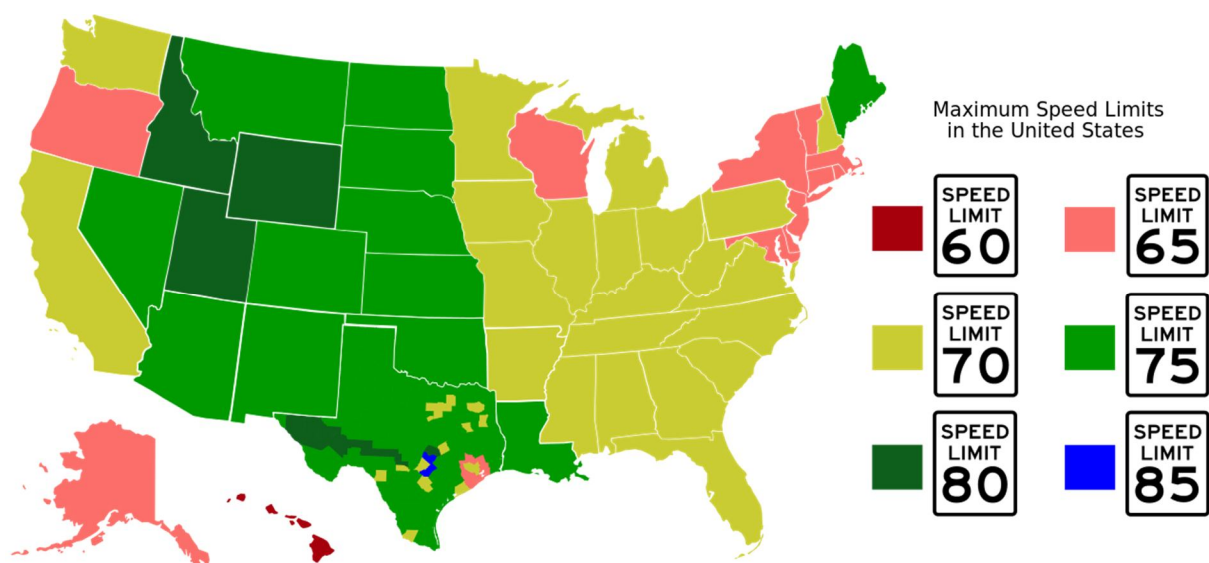 Maximum Speed Limits
in the United States
SPEED
LIMIT
60
SPEED
LIMIT
65
SPEED
LIMIT
70
SPEED
LIMIT
75
SPEED
LIMIT
80
SPEED
LIMIT
85